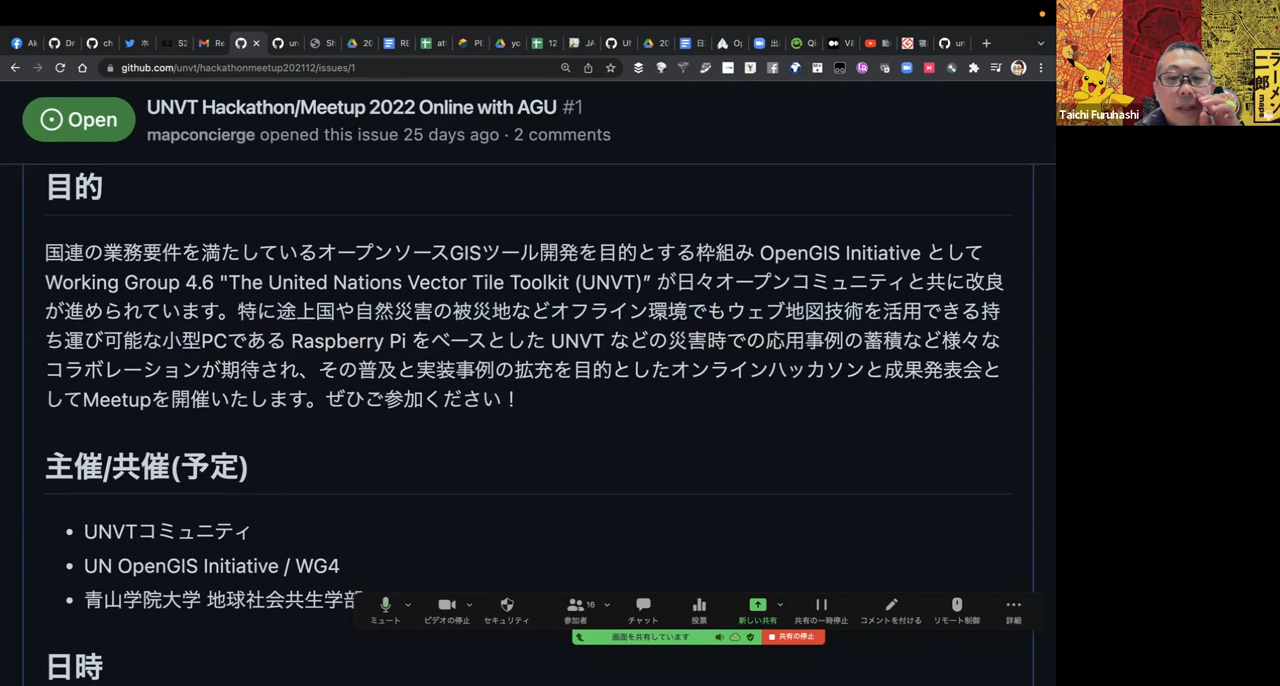 github.com/unvt/hackathonmeetup202112/issues/1
Open
UNVT Hackathon/Meetup 2022 Online with AGU #1
mapconcierge opened this issue 25 days ago · 2 comments
Taichi Furuhashi
目的
国連の業務要件を満たしているオープンソースGISツール開発を目的とする枠組み OpenGIS Initiative として
Working Group 4.6 "The United Nations Vector Tile Toolkit (UNVT)” が日々オープンコミュニティと共に改良
が進められています。特に途上国や自然災害の被災地などオフライン環境でもウェブ地図技術を活用できる持
ち運び可能な小型PCである Raspberry Pi をベースとした UNVT などの災害時での応用事例の蓄積など様々な
コラボレーションが期待され、その普及と実装事例の拡充を目的としたオンラインハッカソンと成果発表会と
してMeetupを開催いたします。ぜひご参加ください！
主催/共催(予定)
UNVTコミュニティ
UN OpenGIS Initiative / WG4
青山学院大学 地球社会共生学部
16
ミュート ビデオの停止 セキュリティ 参加者 チャット 投票 新しい共有 共有の一時停止 コメントを付ける リモート制御 詳細
画面を共有しています 共有の停止
日時